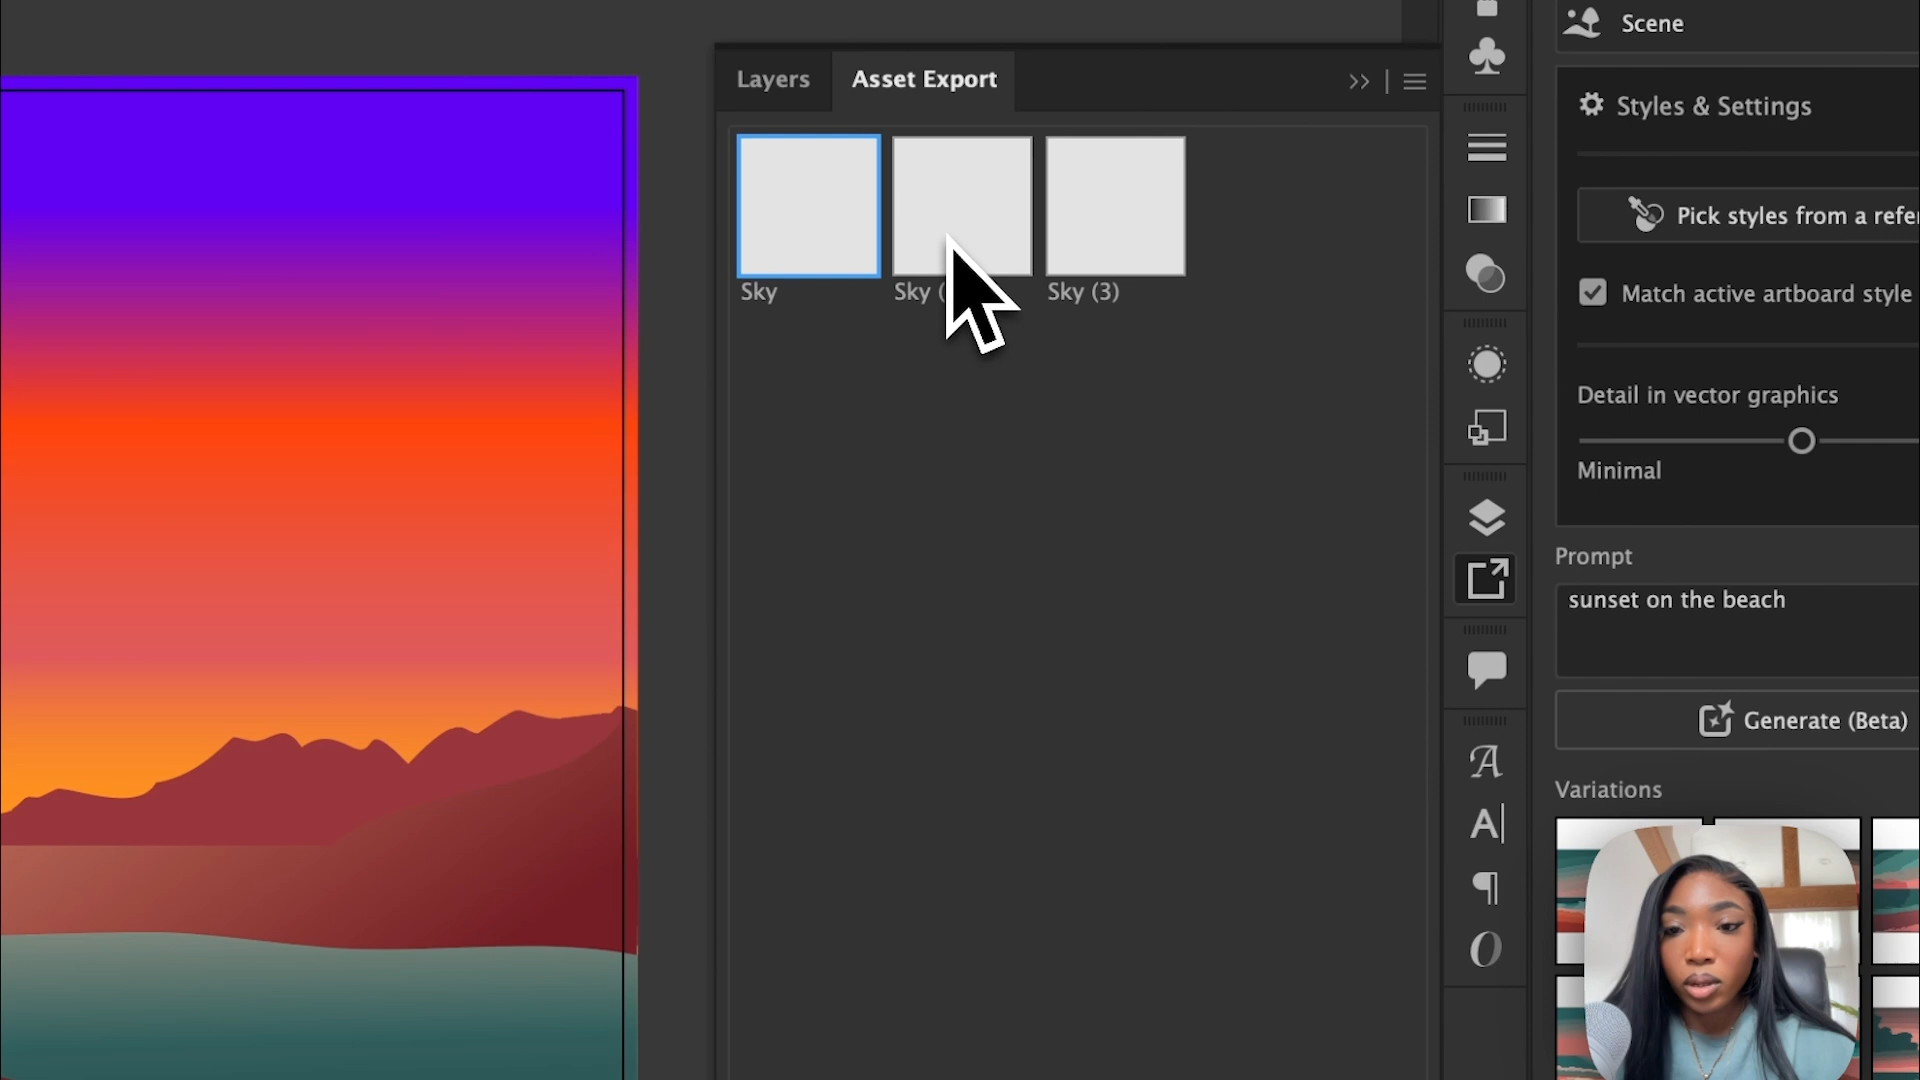 Layers
Asset Export
Sky
Sky (
Sky (3)
Scene
Styles & Settings
Pick styles from a refe
Match active artboard style
Detail in vector graphics
Minimal
Prompt
sunset on the beach
Generate (Beta)
Variations